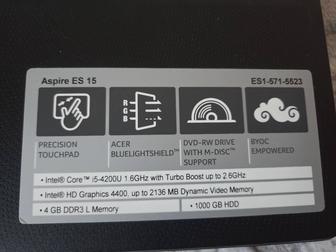 Aspire ES 15 ES1-571-5523
R
G
B
PRECISION TOUCHPAD
ACER BLUELIGHTSHIELD™
DVD-RW DRIVE WITH M-DISC™ SUPPORT
BYOC EMPOWERED
• Intel® Core™ i5-4200U 1.6GHz with Turbo Boost up to 2.6GHz
• Intel® HD Graphics 4400, up to 2136 MB Dynamic Video Memory
• 4 GB DDR3 L Memory • 1000 GB HDD